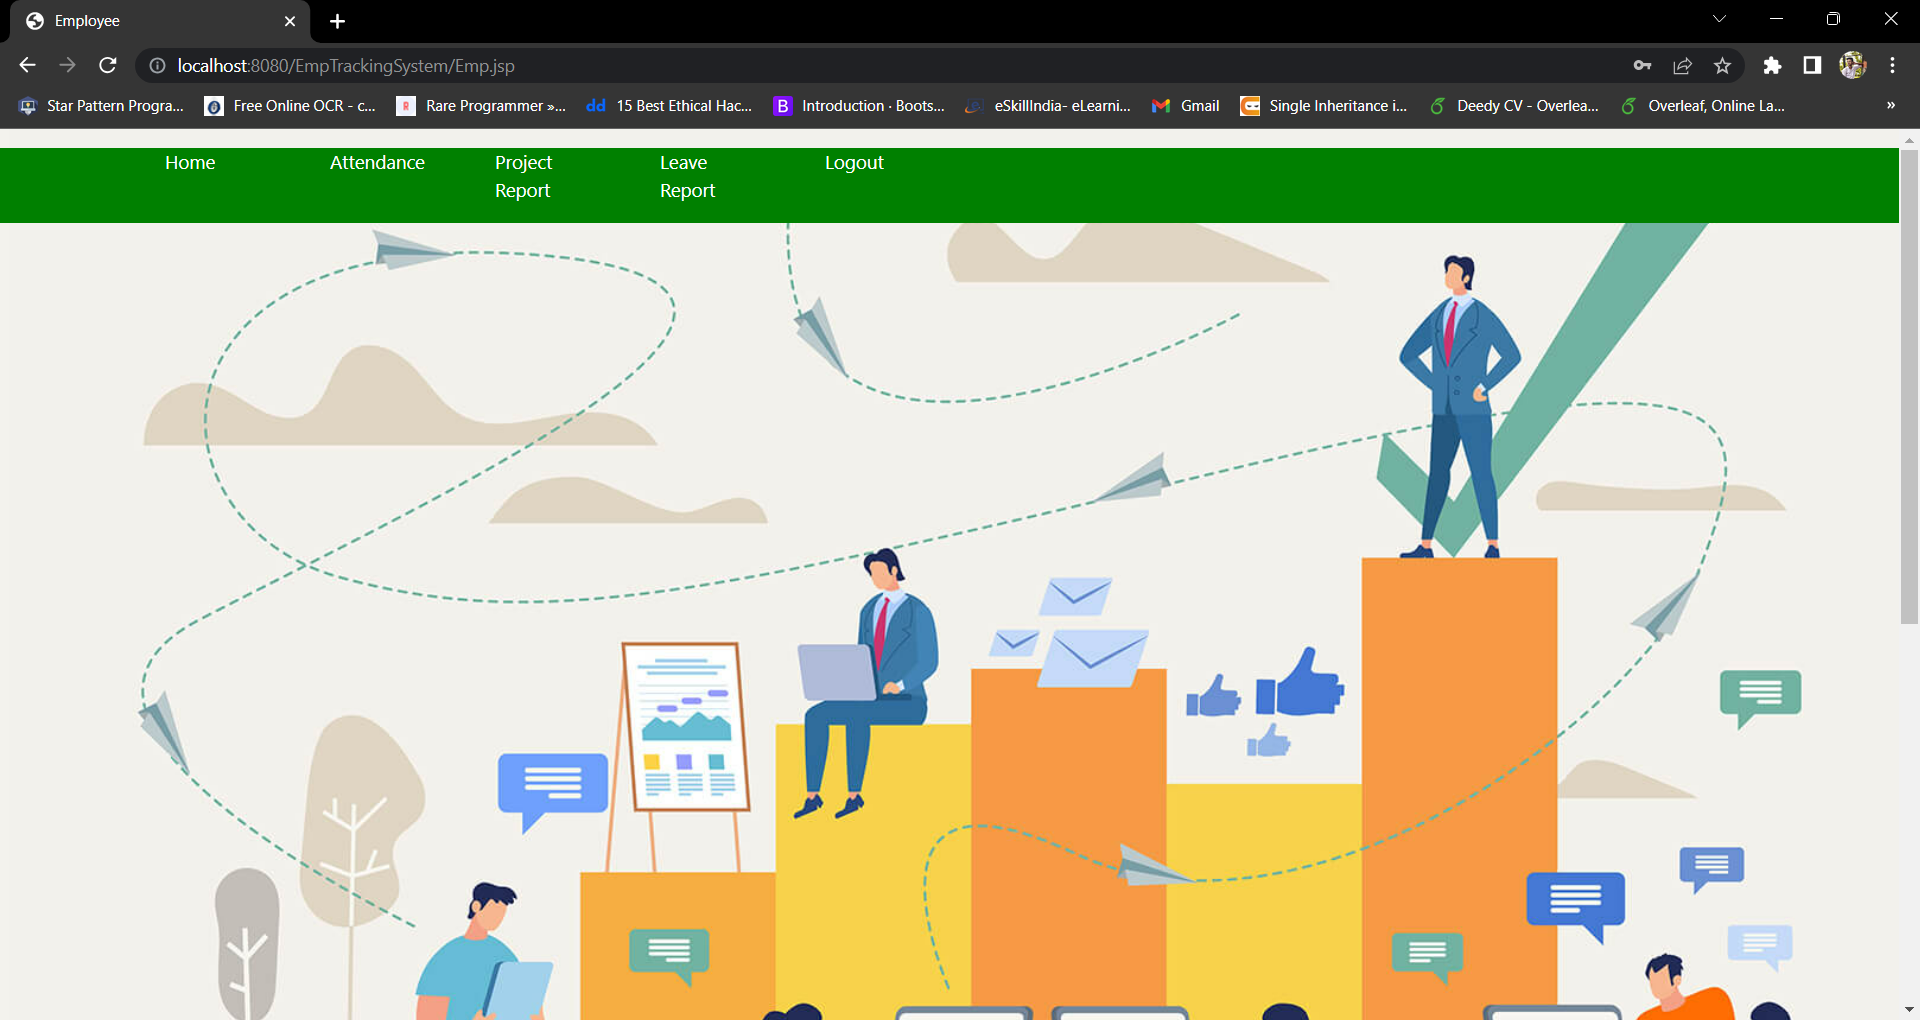 Employee
localhost:8080/EmpTrackingSystem/Emp.jsp
Star Pattern Progra... Free Online OCR - c... Rare Programmer »... dd 15 Best Ethical Hac... B Introduction · Boots... eSkillIndia- eLearni... Gmail Single Inheritance i... Deedy CV - Overlea... Overleaf, Online La... »
Home Attendance Project Report Leave Report Logout